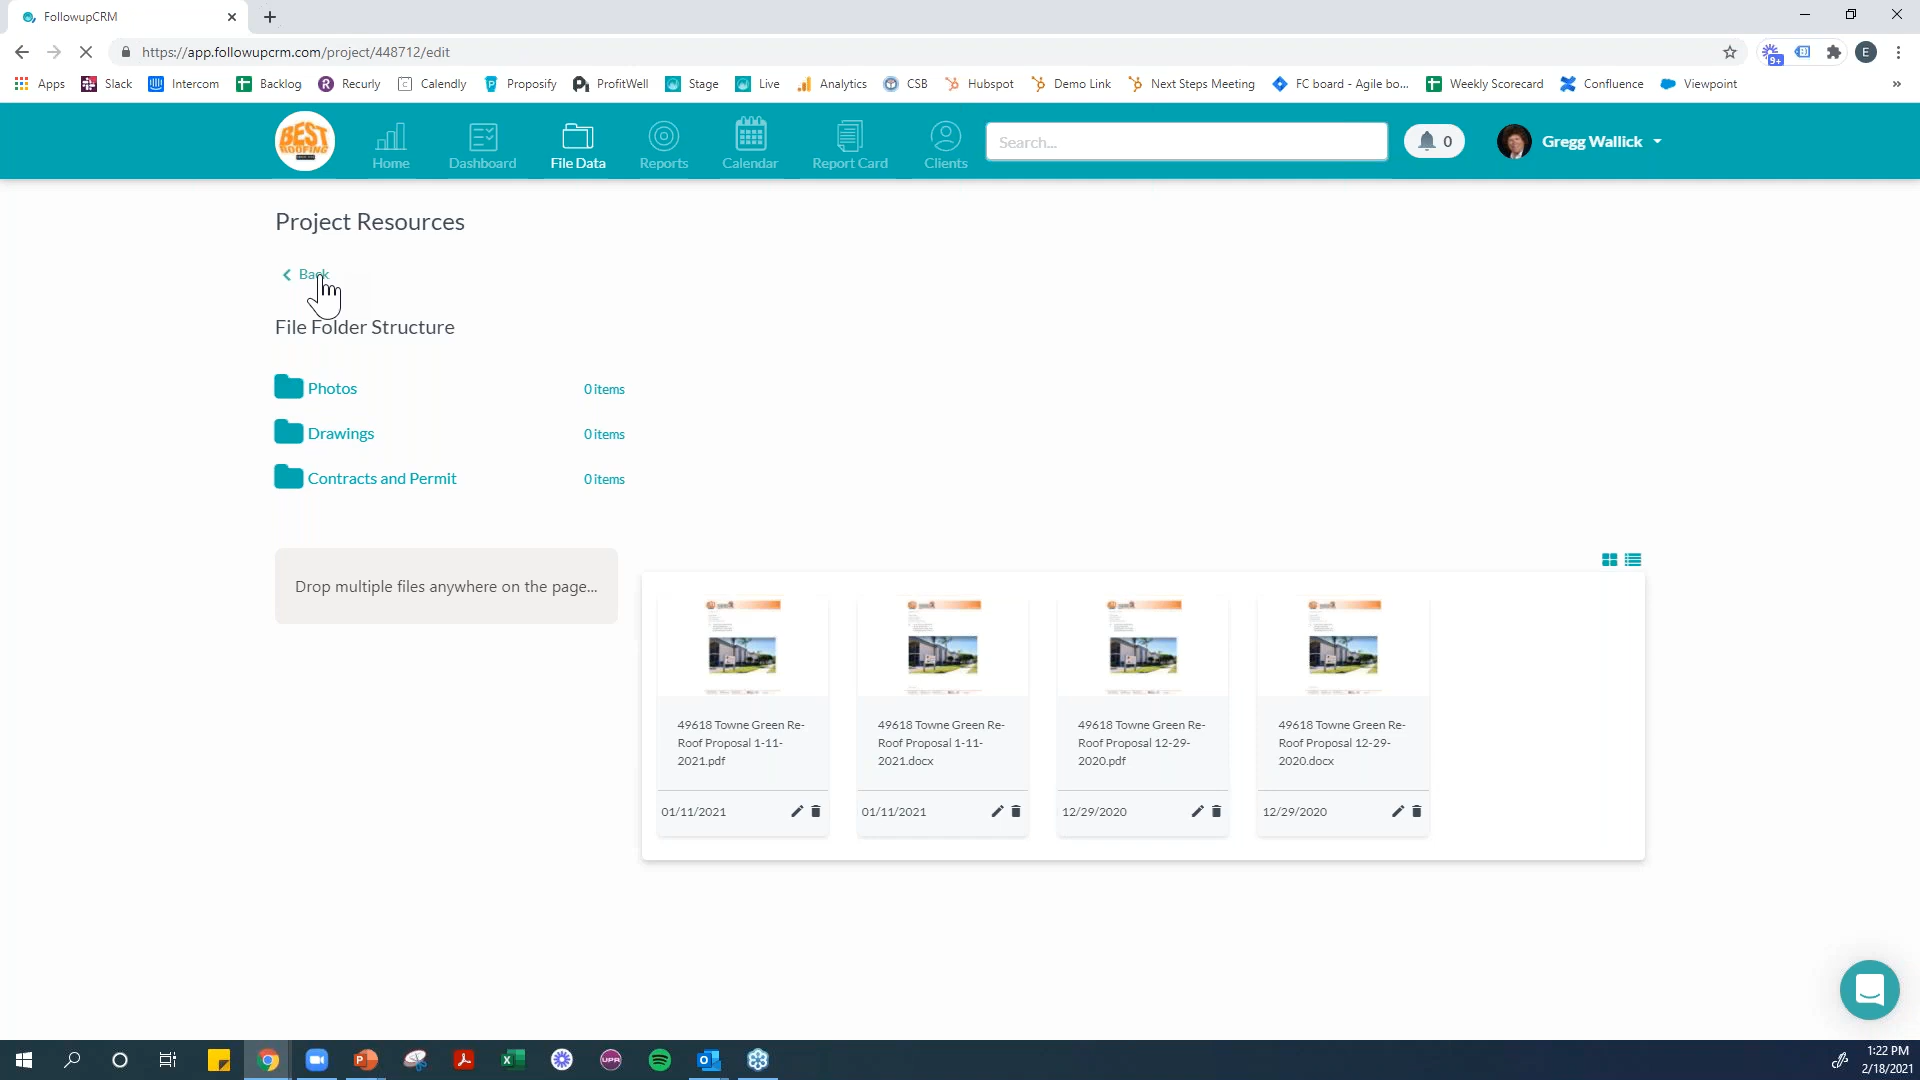 FollowupCRM
https://app.followupcrm.com/project/448712/edit
9+
E
Apps Slack Intercom Backlog Recurly Calendly Proposify ProfitWell Stage Live Analytics CSB Hubspot Demo Link Next Steps Meeting FC board - Agile bo... Weekly Scorecard Confluence Viewpoint »
BEST
ROOFING
Home Dashboard File Data Reports Calendar Report Card Clients
Search...
0
Gregg Wallick
Project Resources
Back
File Folder Structure
Photos 0 items
Drawings 0 items
Contracts and Permit 0 items
Drop multiple files anywhere on the page...
49618 Towne Green Re-
Roof Proposal 1-11-
2021.pdf
01/11/2021
49618 Towne Green Re-
Roof Proposal 1-11-
2021.docx
01/11/2021
49618 Towne Green Re-
Roof Proposal 12-29-
2020.pdf
12/29/2020
49618 Towne Green Re-
Roof Proposal 12-29-
2020.docx
12/29/2020
UPR
1:22 PM
2/18/2021